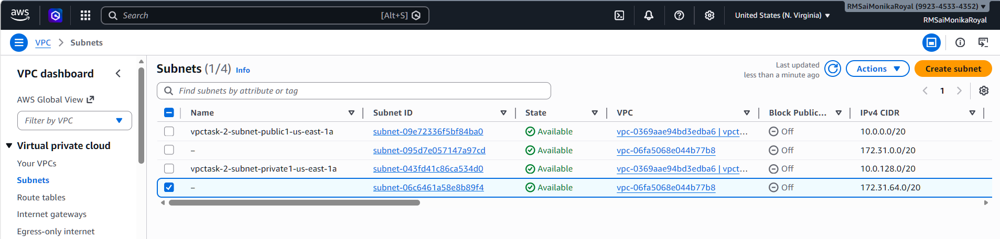 aws
Search [Alt+S]
United States (N. Virginia) ▼
RMSaiMonikaRoyal (9923-4533-4352) ▼
RMSaiMonikaRoyal
VPC > Subnets
VPC dashboard
AWS Global View
Filter by VPC
Virtual private cloud
Your VPCs
Subnets
Route tables
Internet gateways
Egress-only internet
Subnets (1/4) Info
Last updated
less than a minute ago
Actions
Create subnet
Find subnets by attribute or tag
1
Name Subnet ID State VPC Block Public... IPv4 CIDR
vpctask-2-subnet-public1-us-east-1a subnet-09e72336f5bf84ba0 Available vpc-0369aae94bd3edba6 | vpct... Off 10.0.0.0/20
– subnet-095d7e057147a97cd Available vpc-06fa5068e044b77b8 Off 172.31.0.0/20
vpctask-2-subnet-private1-us-east-1a subnet-043fd41c86ca534d0 Available vpc-0369aae94bd3edba6 | vpct... Off 10.0.128.0/20
– subnet-06c6461a58e8b89f4 Available vpc-06fa5068e044b77b8 Off 172.31.64.0/20